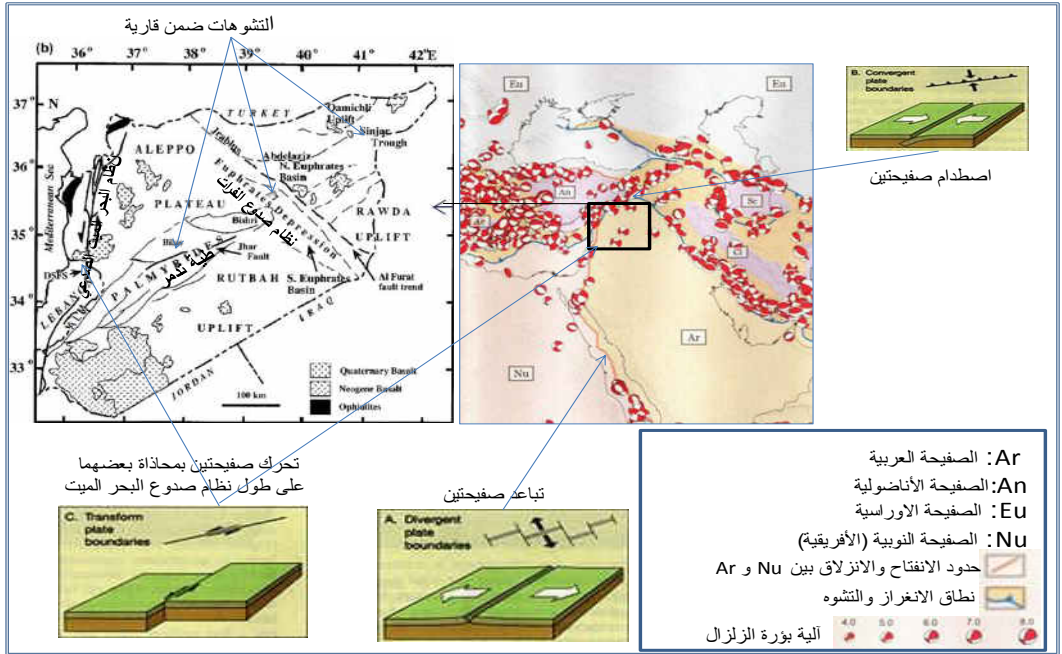 التشوهات ضمن قارية
(b)
36° 37° 38° 39° 40° 41° 42°E
37°
36°
35°
34°
33°
N
TURKEY
Qamichli
Uplift
Sinjar
Trough
ALEPPO
Jrablus
Abdelaziz
N. Euphrates
Basin
Euphrates Depression
نظام صدوع الفرات
PLATEAU
RAWDA
UPLIFT
Bishri
Bilas
Jhar
Fault
PALMYRIDES
طية تدمر
Mediterranean Sea
DSFS
LEBANON
RUTBAH
UPLIFT
S. Euphrates
Basin
Al Furat
fault trend
IRAQ
JORDAN
100 km
Quaternary Basalt
Neogene Basalt
Ophiolites
Eu
Eu
An
Ae
Sc
CI
Ar
Nu
B. Convergent
plate
boundaries
اصطدام صفيحتين
تحرك صفيحتين بمحاذاة بعضهما
على طول نظام صدوع البحر الميت
C. Transform
plate
boundaries
تباعد صفيحتين
A. Divergent
plate
boundaries
Ar: الصفيحة العربية
An: الصفيحة الأناضولية
Eu: الصفيحة الاوراسية
Nu: الصفيحة النوبية (الأفريقية)
حدود الانفتاح والانزلاق بين Nu و Ar
نطاق الانغراز والتشوه
آلية بؤرة الزلزال
4.0 5.0 6.0 7.0 8.0